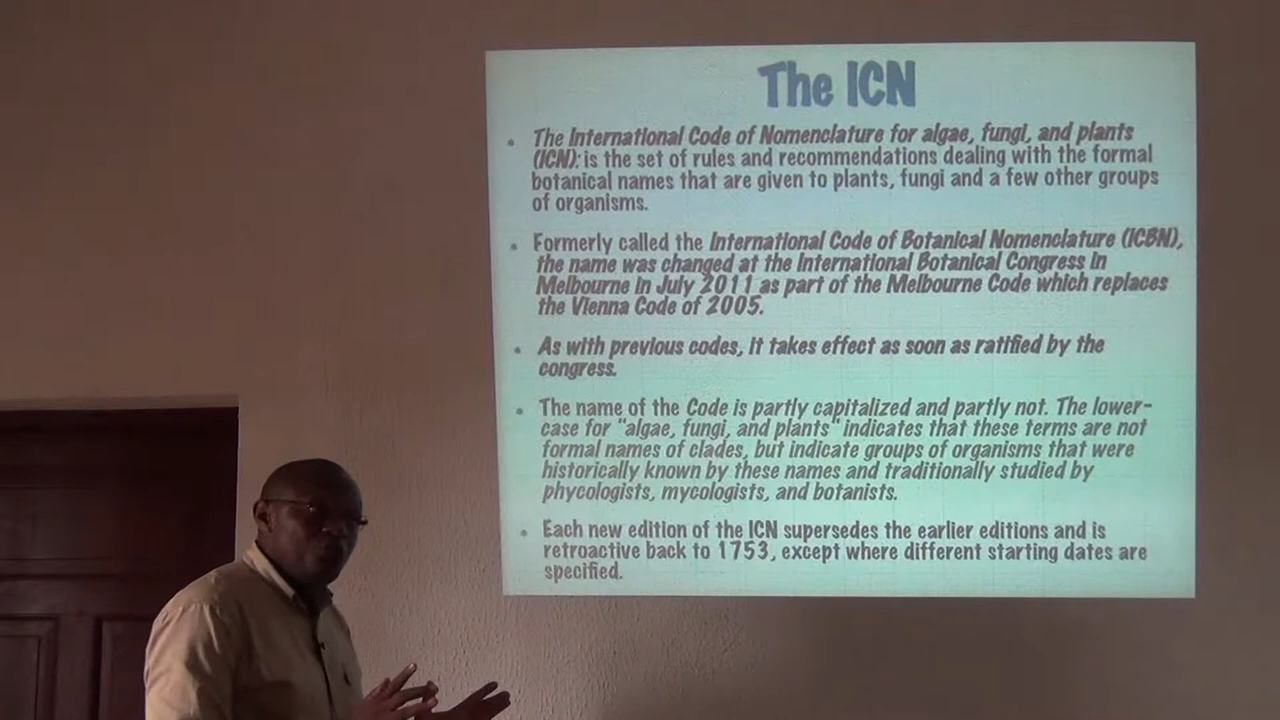 The ICN
• The International Code of Nomenclature for algae, fungi, and plants
(ICN): is the set of rules and recommendations dealing with the formal
botanical names that are given to plants, fungi and a few other groups
of organisms.
• Formerly called the International Code of Botanical Nomenclature (ICBN),
the name was changed at the International Botanical Congress in
Melbourne in July 2011 as part of the Melbourne Code which replaces
the Vienna Code of 2005.
• As with previous codes, it takes effect as soon as ratified by the
congress.
• The name of the Code is partly capitalized and partly not. The lower-
case for "algae, fungi, and plants" indicates that these terms are not
formal names of clades, but indicate groups of organisms that were
historically known by these names and traditionally studied by
phycologists, mycologists, and botanists.
• Each new edition of the ICN supersedes the earlier editions and is
retroactive back to 1753, except where different starting dates are
specified.